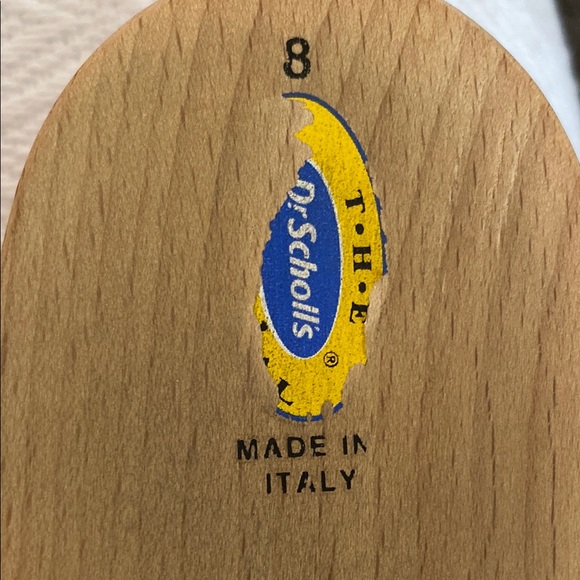 8
Dr.Scholl's
T·H·E
®
MADE IN
ITALY